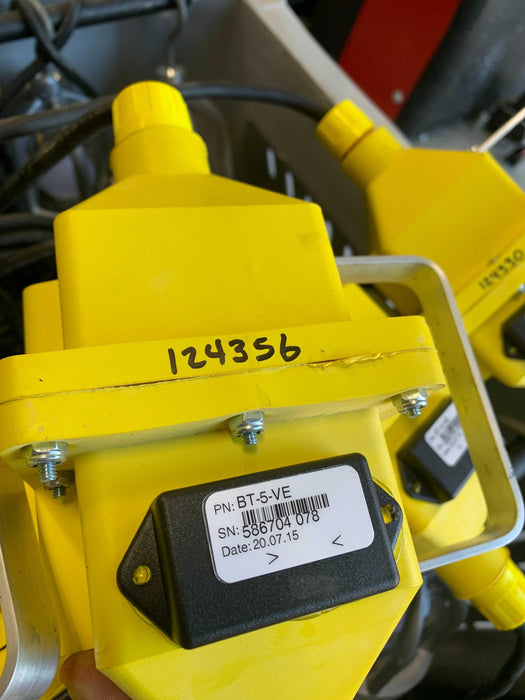 124356
124330
PN: BT-5-VE
SN: 586704 078
Date: 20.07.15
> <